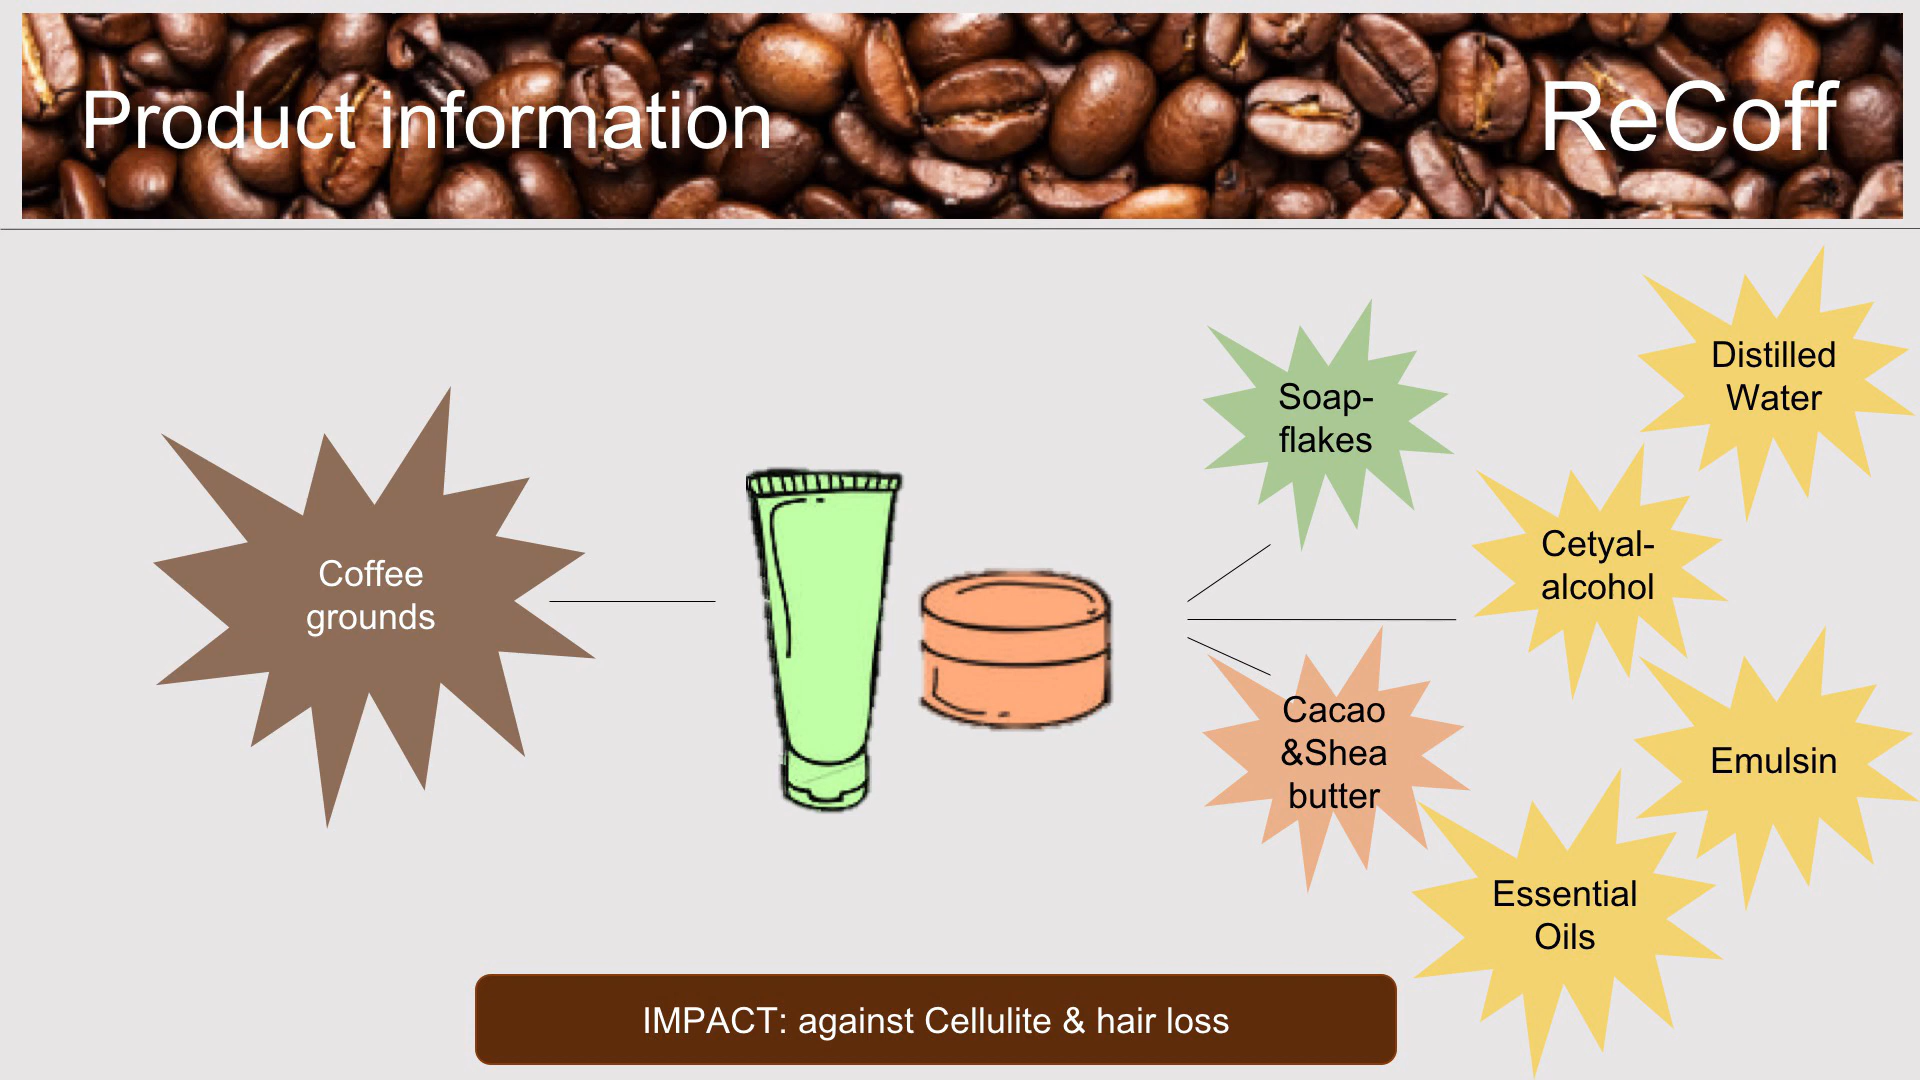 Product information
ReCoff
Coffee
grounds
Soap-
flakes
Distilled
Water
Cetyal-
alcohol
Cacao
&Shea
butter
Emulsin
Essential
Oils
IMPACT: against Cellulite & hair loss